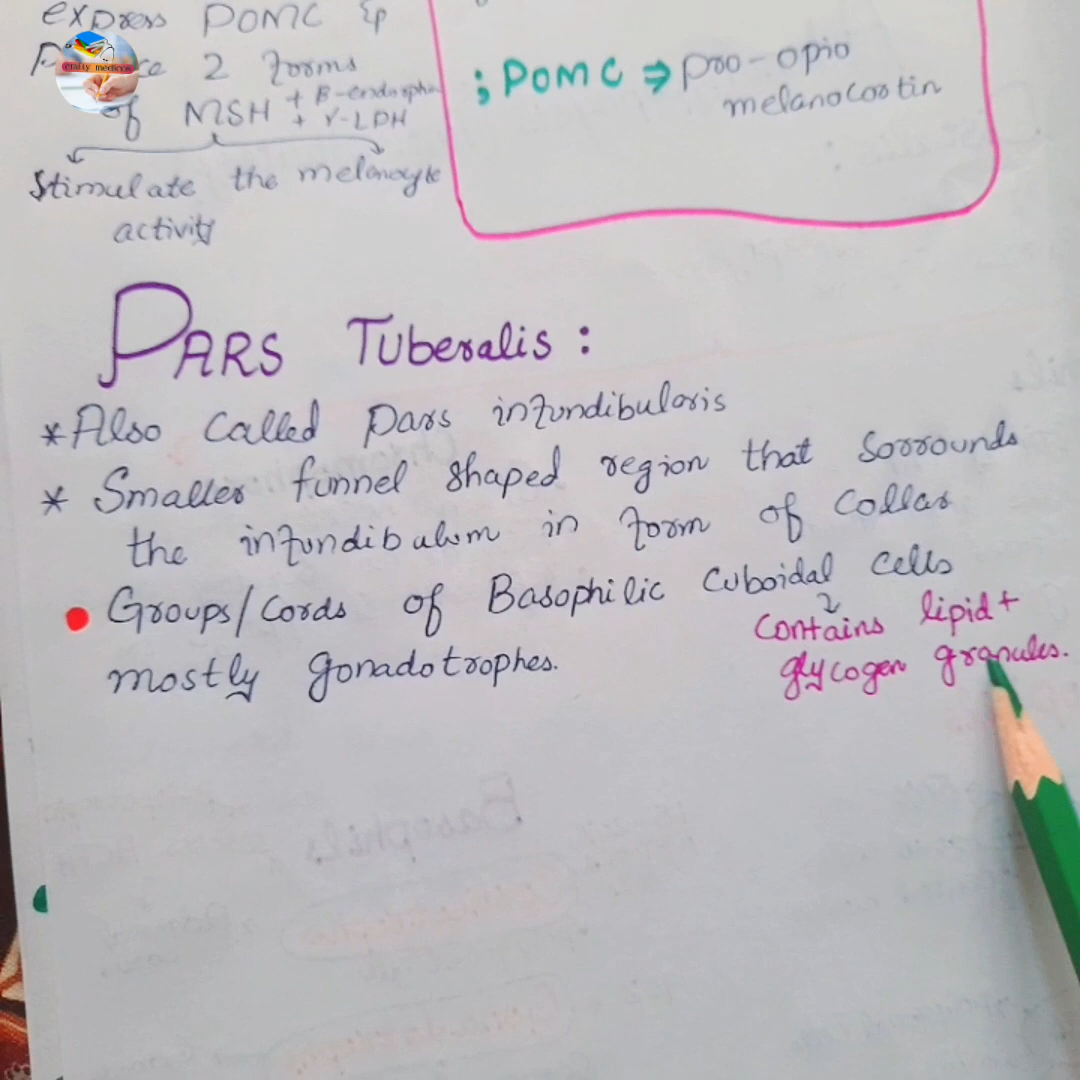 express POMC &
2 forms
of MSH + B-endorphin
+ γ-LPH
Stimulate the melanocyte
activity
; POMC ⇒ pro-opio
melanocortin
PARS Tuberalis :
* Also called pars infundibularis
* Smaller funnel shaped region that sorrounds
the infundibulum in form of collar
Groups/Cords of Basophilic cuboidal cells
contains lipid +
glycogen granules.
mostly gonadotrophes.